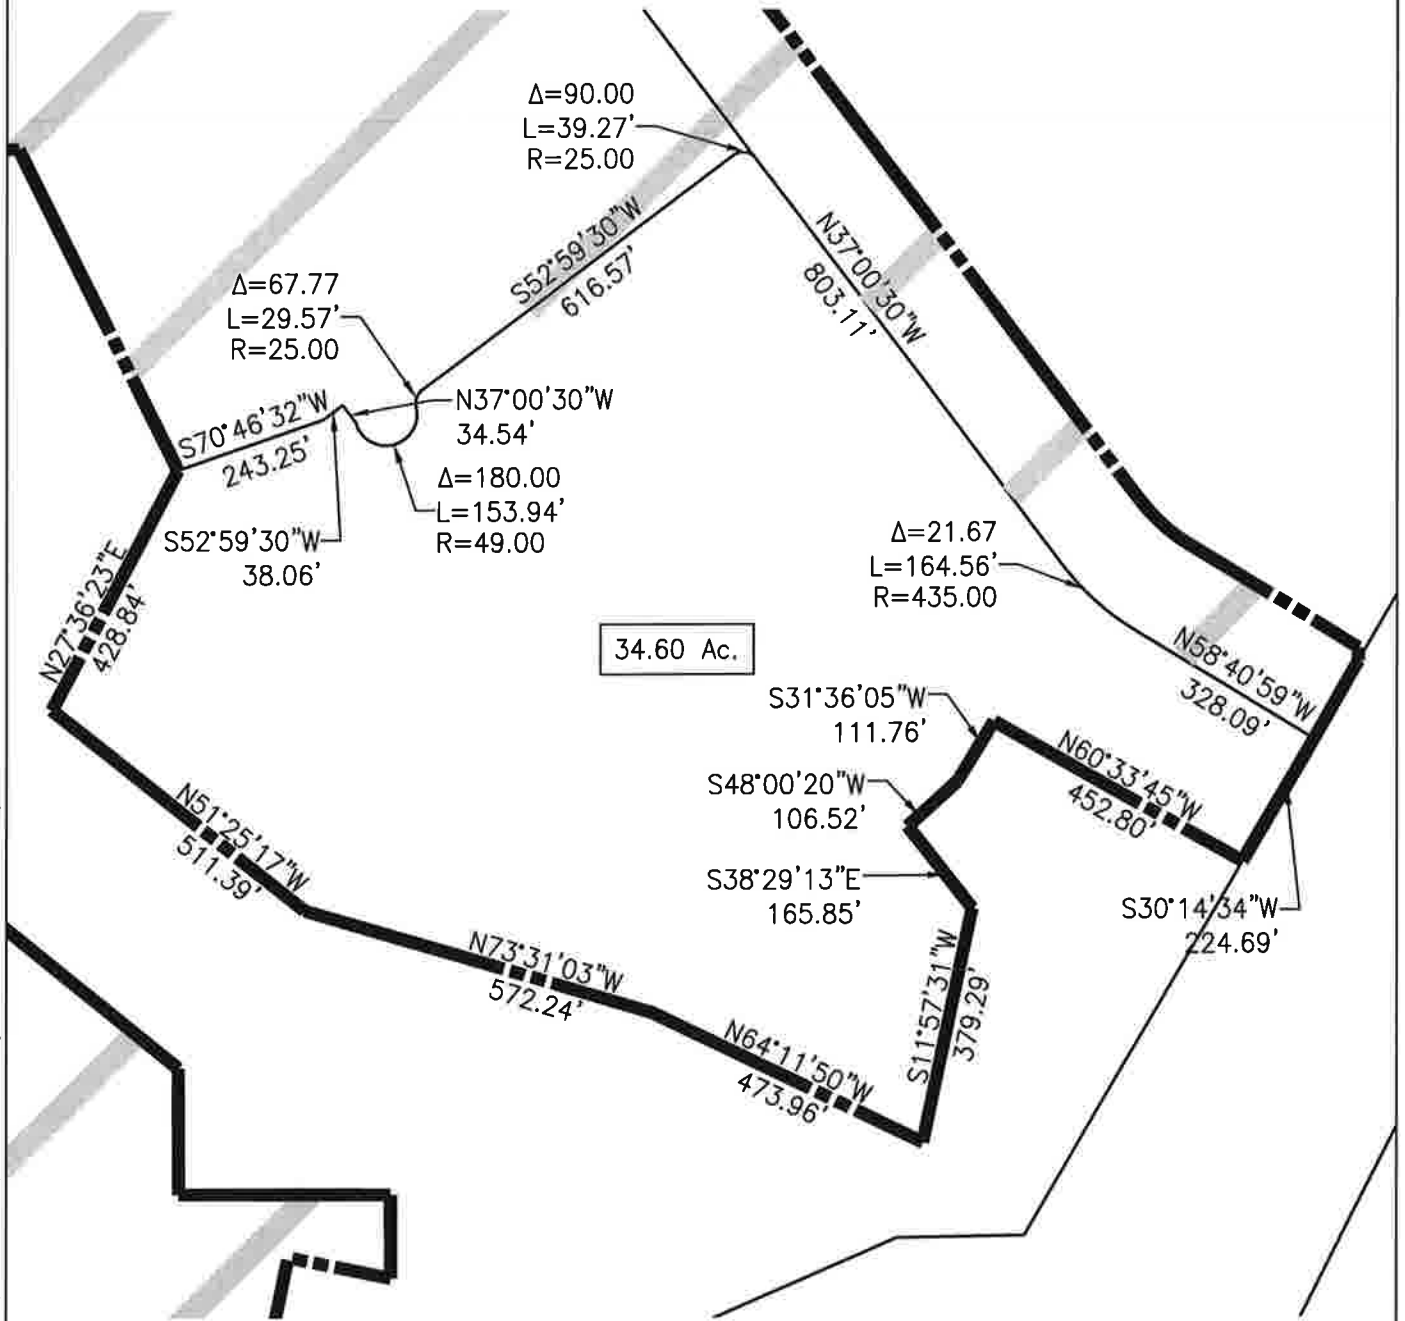 Δ=90.00
L=39.27'
R=25.00
S52°59'30"W
616.57'
N37°00'30"W
803.11'
Δ=67.77
L=29.57'
R=25.00
N37°00'30"W
34.54'
S70°46'32"W
243.25'
Δ=180.00
L=153.94'
R=49.00
S52°59'30"W
38.06'
Δ=21.67
L=164.56'
R=435.00
N27°36'23"E
428.84'
34.60 Ac.
N58°40'59"W
328.09'
S31°36'05"W
111.76'
N60°33'45"W
452.80'
S48°00'20"W
106.52'
S38°29'13"E
165.85'
S30°14'34"W
224.69'
N51°25'17"W
511.39'
N73°31'03"W
572.24'
S11°57'31"W
379.29'
N64°11'50"W
473.96'